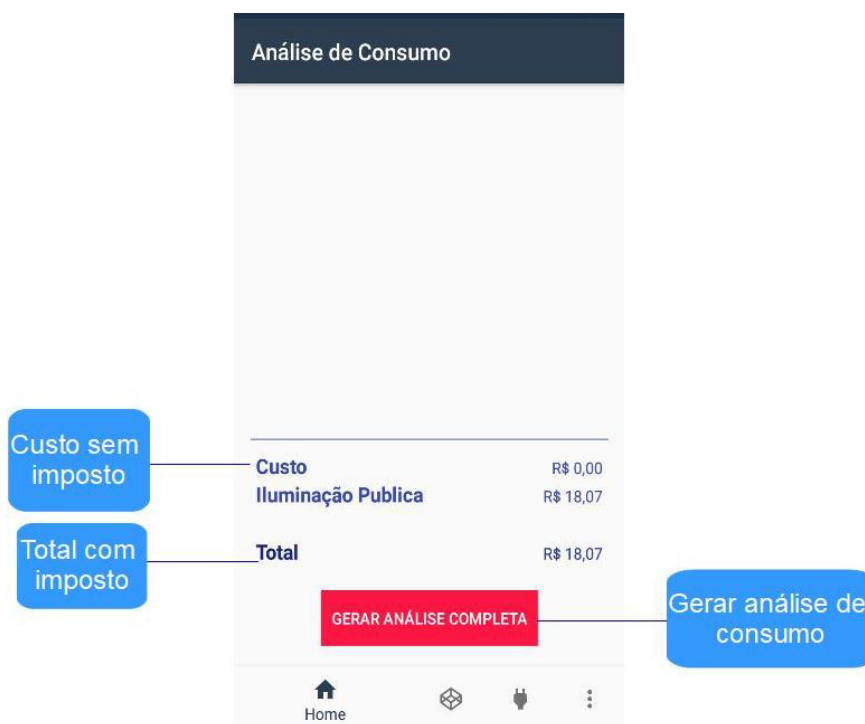 Análise de Consumo
Custo sem
imposto
Custo R$ 0,00
Iluminação Publica R$ 18,07
Total com
imposto
Total R$ 18,07
GERAR ANÁLISE COMPLETA
Gerar análise de
consumo
Home